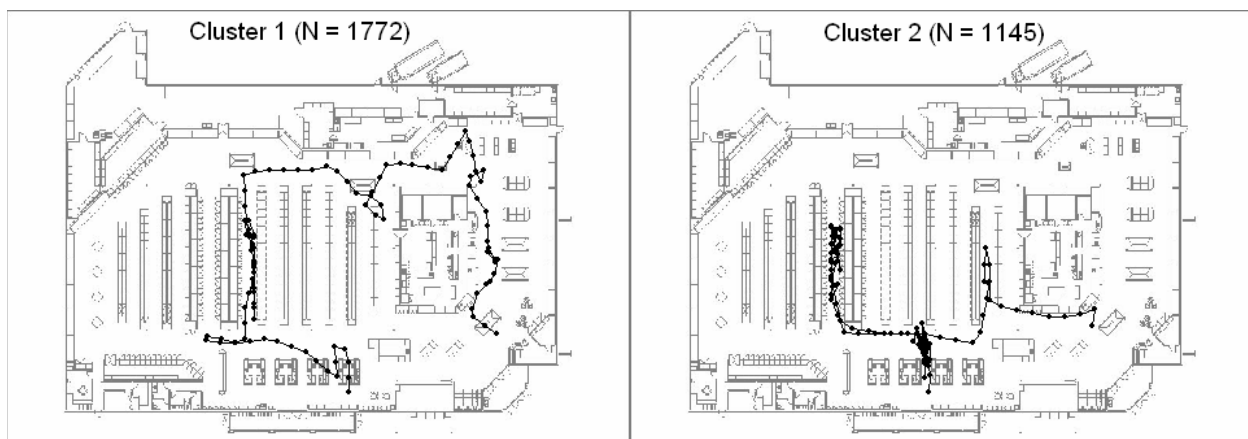 Cluster 1 (N = 1772)
Cluster 2 (N = 1145)